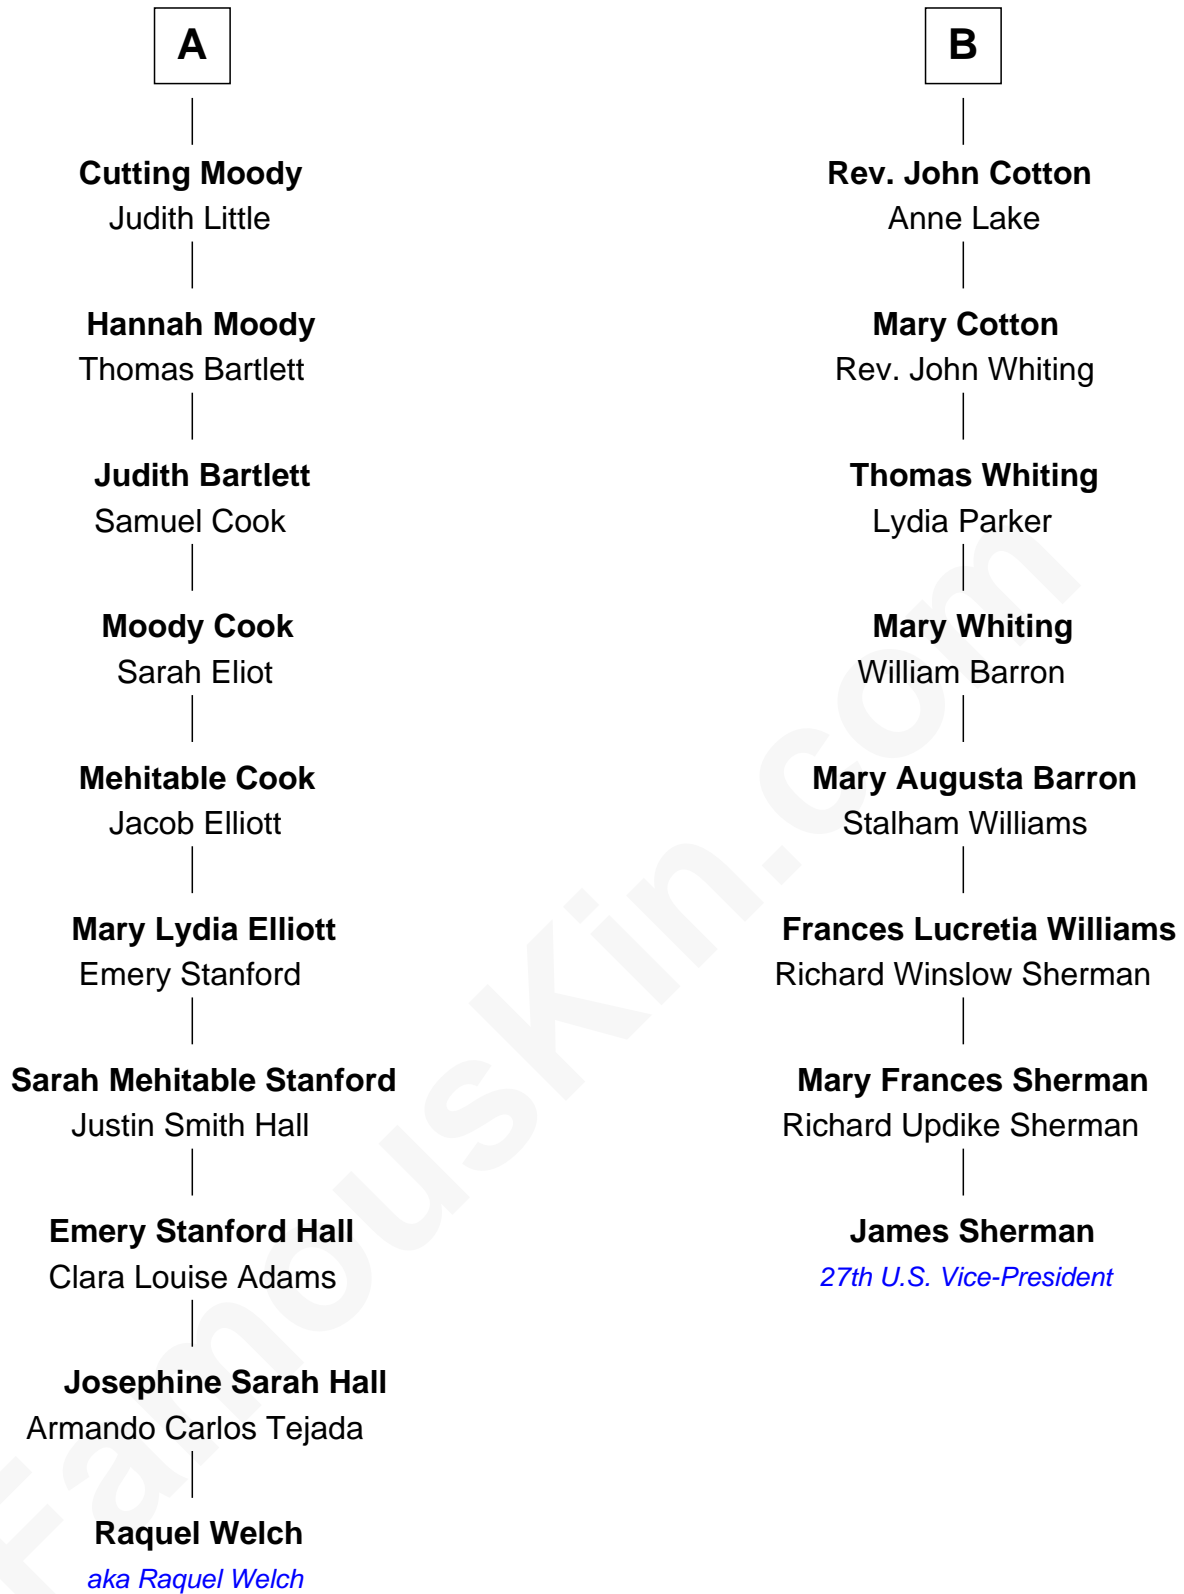 A
Cutting Moody
Judith Little
Hannah Moody
Thomas Bartlett
Judith Bartlett
Samuel Cook
Moody Cook
Sarah Eliot
Mehitable Cook
Jacob Elliott
Mary Lydia Elliott
Emery Stanford
Sarah Mehitable Stanford
Justin Smith Hall
Emery Stanford Hall
Clara Louise Adams
Josephine Sarah Hall
Armando Carlos Tejada
Raquel Welch
aka Raquel Welch
B
Rev. John Cotton
Anne Lake
Mary Cotton
Rev. John Whiting
Thomas Whiting
Lydia Parker
Mary Whiting
William Barron
Mary Augusta Barron
Stalham Williams
Frances Lucretia Williams
Richard Winslow Sherman
Mary Frances Sherman
Richard Updike Sherman
James Sherman
27th U.S. Vice-President
FamousKin.com